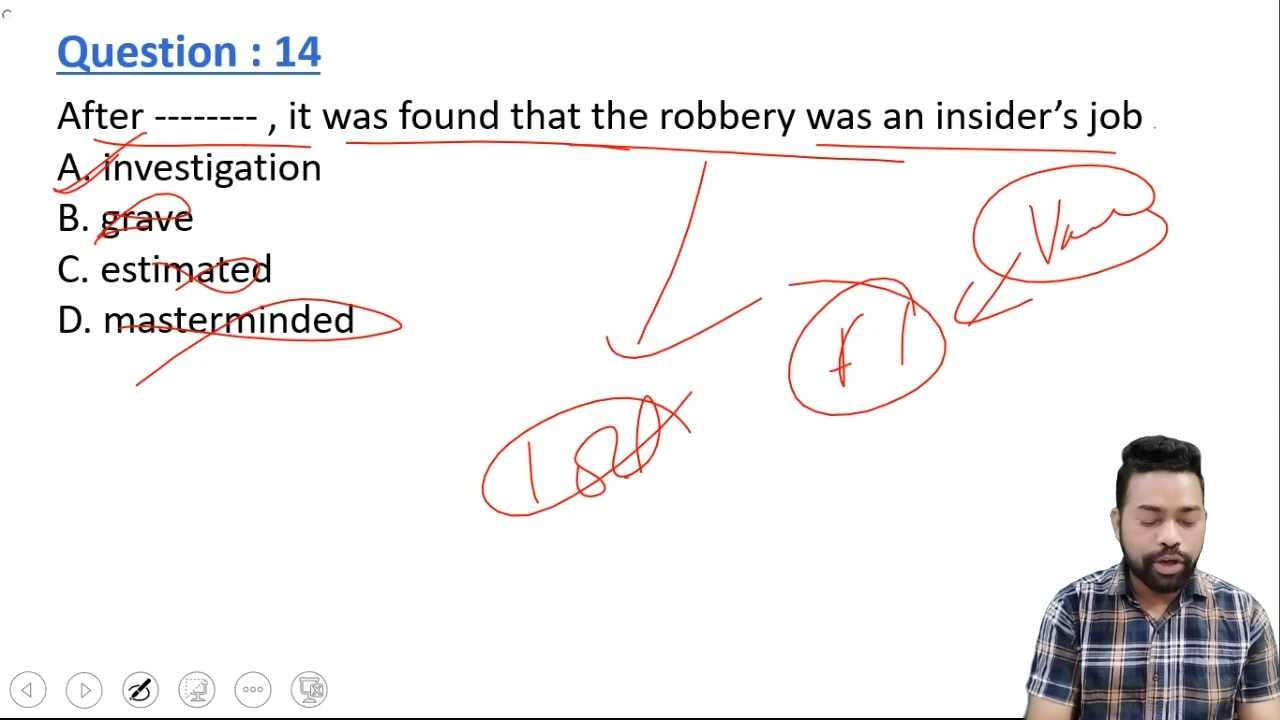 Question : 14
After -------- , it was found that the robbery was an insider’s job .
A. investigation
B. grave
C. estimated
D. masterminded